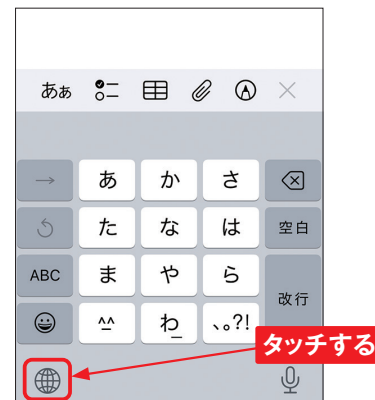 あぁ
→ あ か さ
た な は 空白
ABC ま や ら
^^ わ_ 、。?! 改行
タッチする